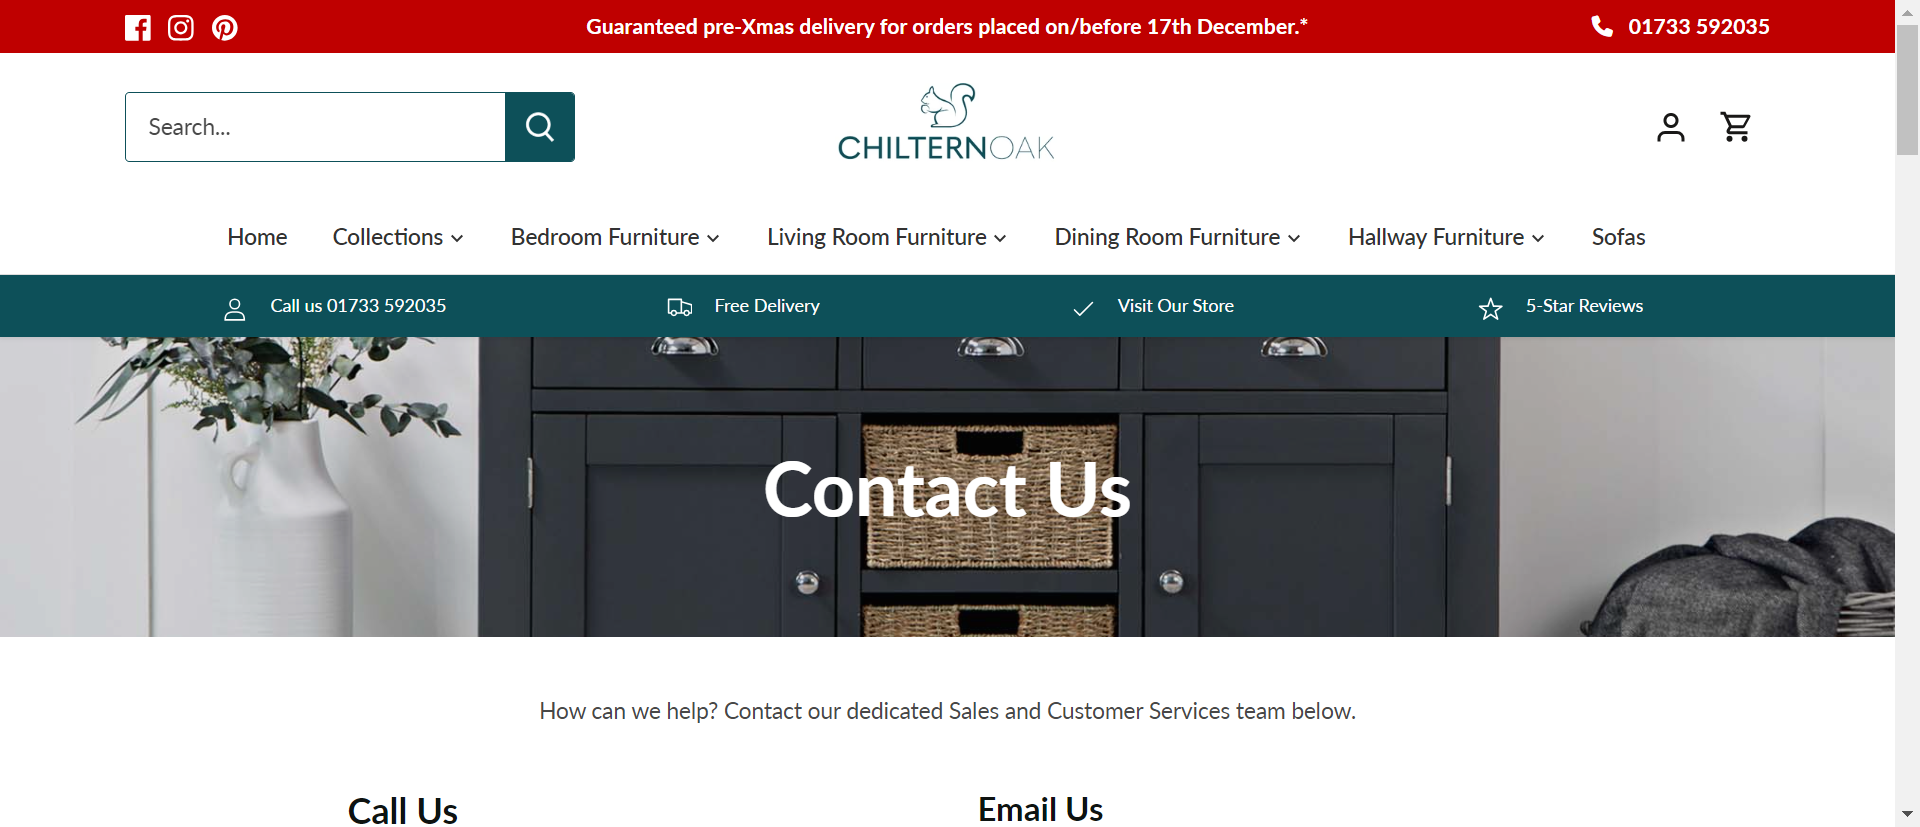 Guaranteed pre-Xmas delivery for orders placed on/before 17th December.*
01733 592035
Search...
CHILTERNOAK
Home
Collections
Bedroom Furniture
Living Room Furniture
Dining Room Furniture
Hallway Furniture
Sofas
Call us 01733 592035
Free Delivery
Visit Our Store
5-Star Reviews
Contact Us
How can we help? Contact our dedicated Sales and Customer Services team below.
Call Us
Email Us